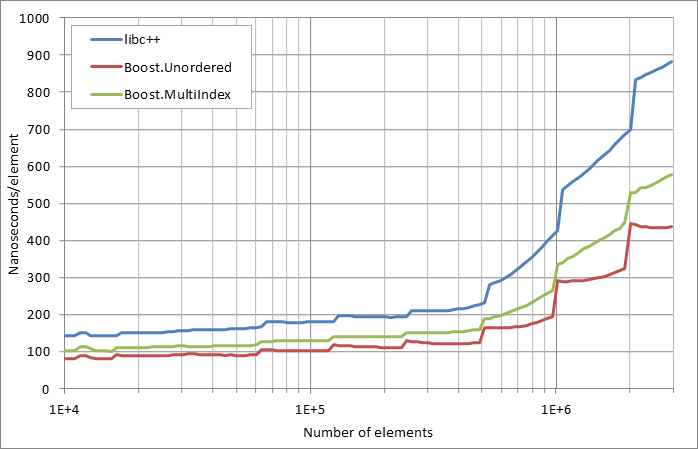 1000
900
800
700
600
500
400
300
200
100
0
Nanoseconds/element
libc++
Boost.Unordered
Boost.MultiIndex
1E+4
1E+5
1E+6
Number of elements